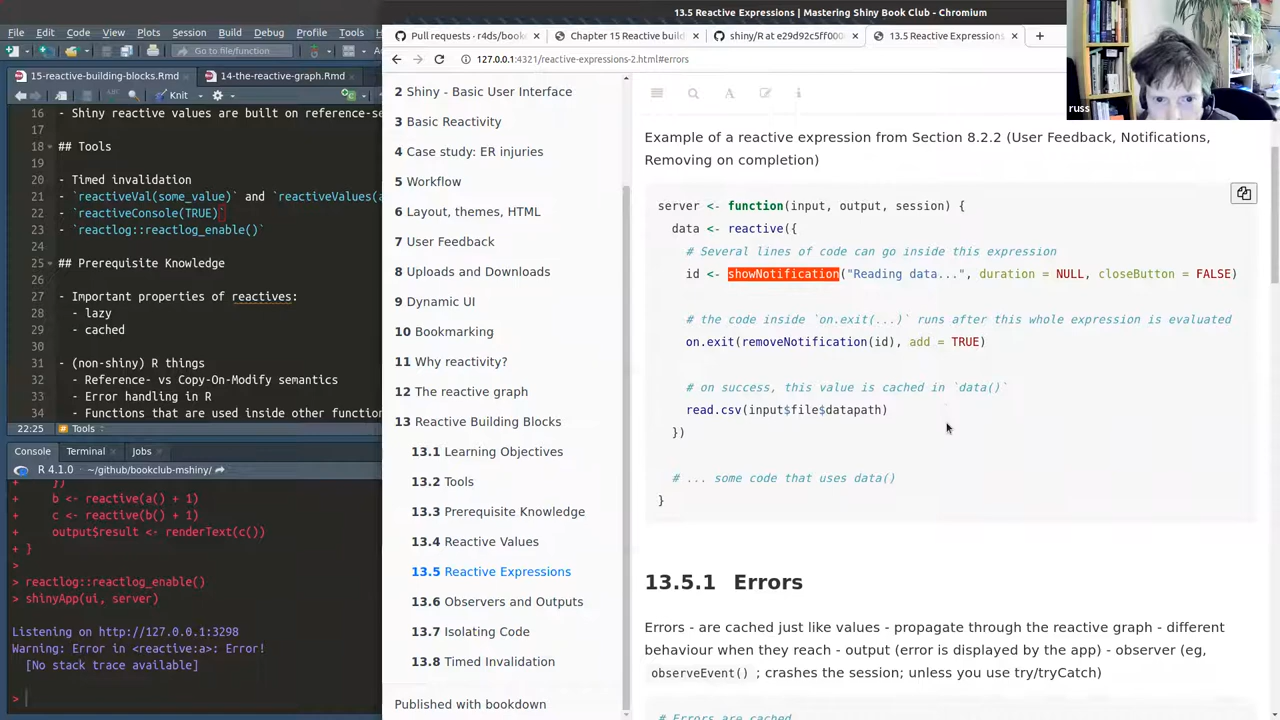 13.5 Reactive Expressions | Mastering Shiny Book Club - Chromium
File Edit Code View Plots Session Build Debug Profile Tools
Go to file/function
15-reactive-building-blocks.Rmd
14-the-reactive-graph.Rmd
Knit
16 - Shiny reactive values are built on reference-se
17
18 ## Tools
19
20 - Timed invalidation
21 - `reactiveVal(some_value)` and `reactiveValues(a
22 - `reactiveConsole(TRUE)`
23 - `reactlog::reactlog_enable()`
24
25 ## Prerequisite Knowledge
26
27 - Important properties of reactives:
28 - lazy
29 - cached
30
31 - (non-shiny) R things
32 - Reference- vs Copy-On-Modify semantics
33 - Error handling in R
34 - Functions that are used inside other function
22:25 # Tools
Console Terminal Jobs
R 4.1.0 · ~/github/bookclub-mshiny/
+ })
+ b <- reactive(a() + 1)
+ c <- reactive(b() + 1)
+ output$result <- renderText(c())
+ }
>
> reactlog::reactlog_enable()
> shinyApp(ui, server)
Listening on http://127.0.0.1:3298
Warning: Error in <reactive:a>: Error!
[No stack trace available]
>
Pull requests · r4ds/book
Chapter 15 Reactive buil
shiny/R at e29d92c5ff000
13.5 Reactive Expressions
127.0.0.1:4321/reactive-expressions-2.html#errors
2 Shiny - Basic User Interface
3 Basic Reactivity
4 Case study: ER injuries
5 Workflow
6 Layout, themes, HTML
7 User Feedback
8 Uploads and Downloads
9 Dynamic UI
10 Bookmarking
11 Why reactivity?
12 The reactive graph
13 Reactive Building Blocks
13.1 Learning Objectives
13.2 Tools
13.3 Prerequisite Knowledge
13.4 Reactive Values
13.5 Reactive Expressions
13.6 Observers and Outputs
13.7 Isolating Code
13.8 Timed Invalidation
Published with bookdown
Example of a reactive expression from Section 8.2.2 (User Feedback, Notifications,
Removing on completion)
server <- function(input, output, session) {
data <- reactive({
# Several lines of code can go inside this expression
id <- showNotification("Reading data...", duration = NULL, closeButton = FALSE)
# the code inside `on.exit(...)` runs after this whole expression is evaluated
on.exit(removeNotification(id), add = TRUE)
# on success, this value is cached in `data()`
read.csv(input$file$datapath)
})
# ... some code that uses data()
}
13.5.1 Errors
Errors - are cached just like values - propagate through the reactive graph - different
behaviour when they reach - output (error is displayed by the app) - observer (eg,
observeEvent() ; crashes the session; unless you use try/tryCatch)
# Errors are cached
russ